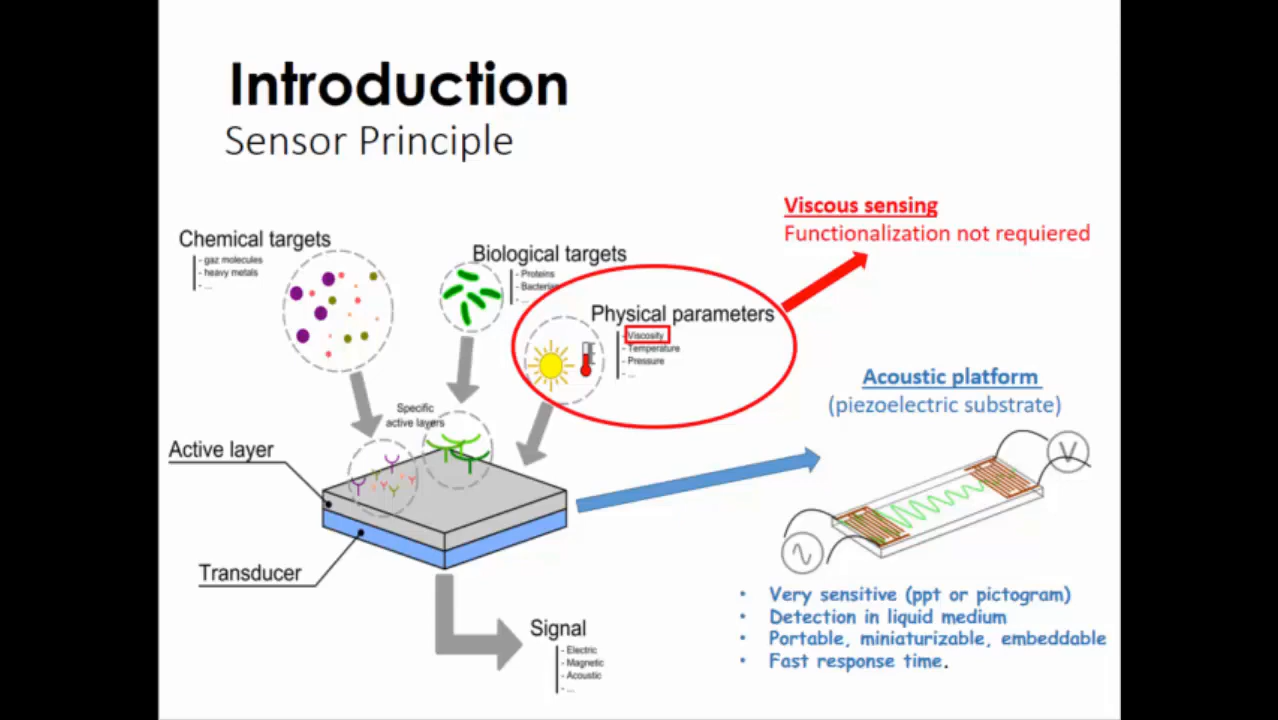 Introduction
Sensor Principle
Viscous sensing
Functionalization not requiered
Chemical targets
- gaz molecules
- heavy metals
- ...
Biological targets
- Proteins
- Bacterian
- ...
Physical parameters
- Viscosity
- Temperature
- Pressure
- ...
Acoustic platform
(piezoelectric substrate)
Specific
active layers
Active layer
V
Transducer
Signal
- Electric
- Magnetic
- Acoustic
- ...
• Very sensitive (ppt or pictogram)
• Detection in liquid medium
• Portable, miniaturizable, embeddable
• Fast response time.